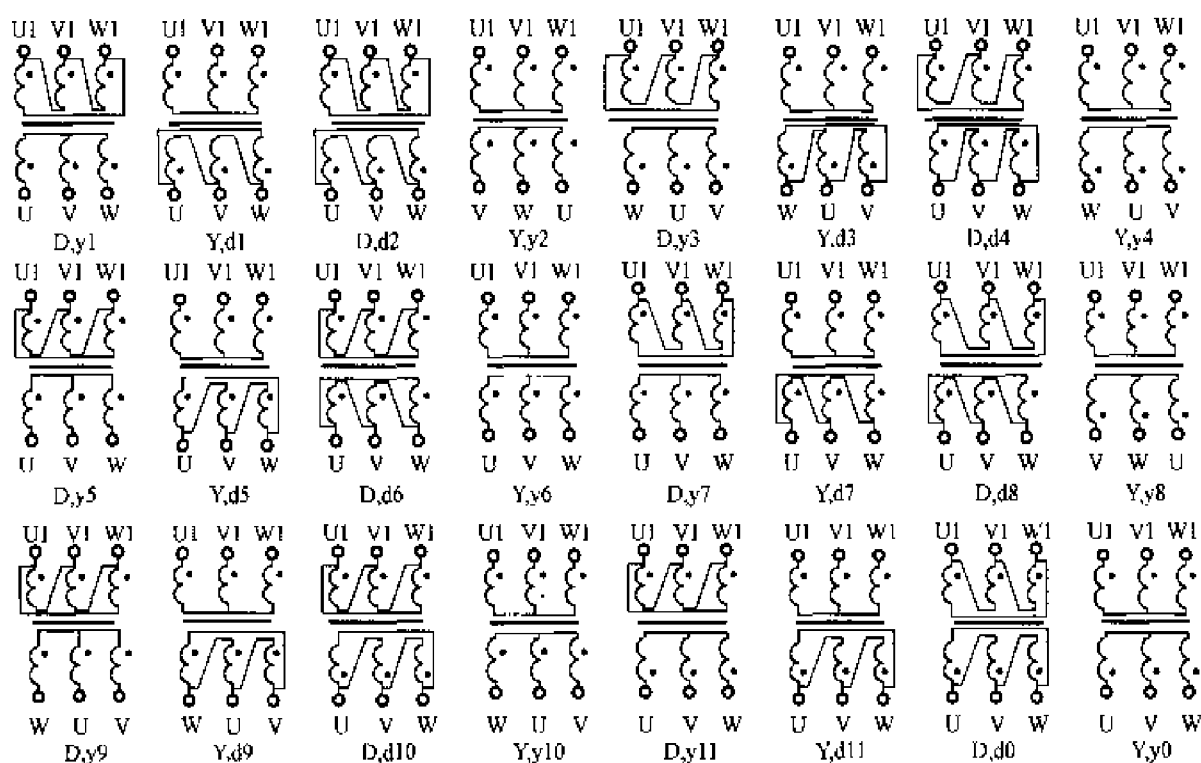 U1 V1 W1 U1 V1 W1 U1 V1 W1 U1 V1 W1 U1 V1 W1 U1 V1 W1 U1 V1 W1 U1 V1 W1
U V W U V W U V W V W U W U V W U V U V W W U V
D,y1 Y,d1 D,d2 Y,y2 D,y3 Y,d3 D,d4 Y,y4
U1 V1 W1 U1 V1 W1 U1 V1 W1 U1 V1 W1 U1 V1 W1 U1 V1 W1 U1 V1 W1 U1 V1 W1
U V W U V W U V W U V W U V W U V W U V W V W U
D,y5 Y,d5 D,d6 Y,y6 D,y7 Y,d7 D,d8 Y,y8
U1 V1 W1 U1 V1 W1 U1 V1 W1 U1 V1 W1 U1 V1 W1 U1 V1 W1 U1 V1 W1 U1 V1 W1
W U V W U V U V W W U V U V W U V W U V W U V W
D,y9 Y,d9 D,d10 Y,y10 D,y11 Y,d11 D,d0 Y,y0